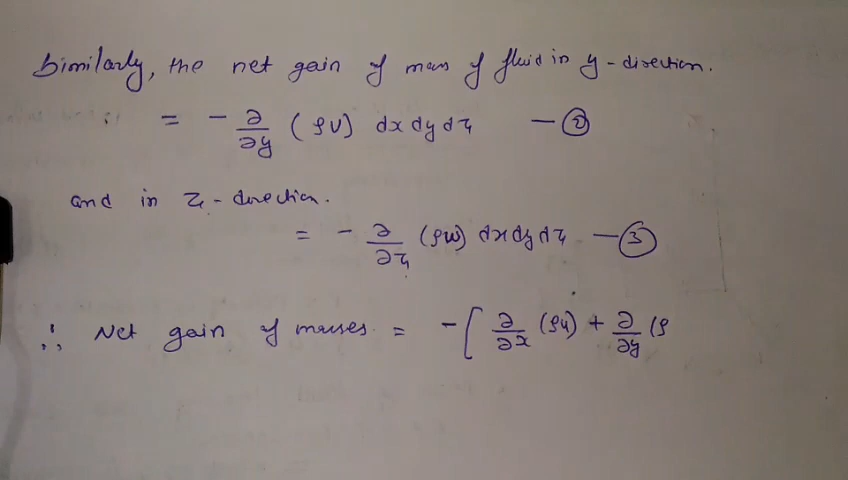 Similarly, the net gain of mass of fluid in y-direction.
∴ = - ∂/∂y (ρv) dx dy dz - ②
and in z-direction.
= - ∂/∂z (ρw) dx dy dz - ③
∴ Net gain of masses = -[ ∂/∂x (ρu) + ∂/∂y (ρ